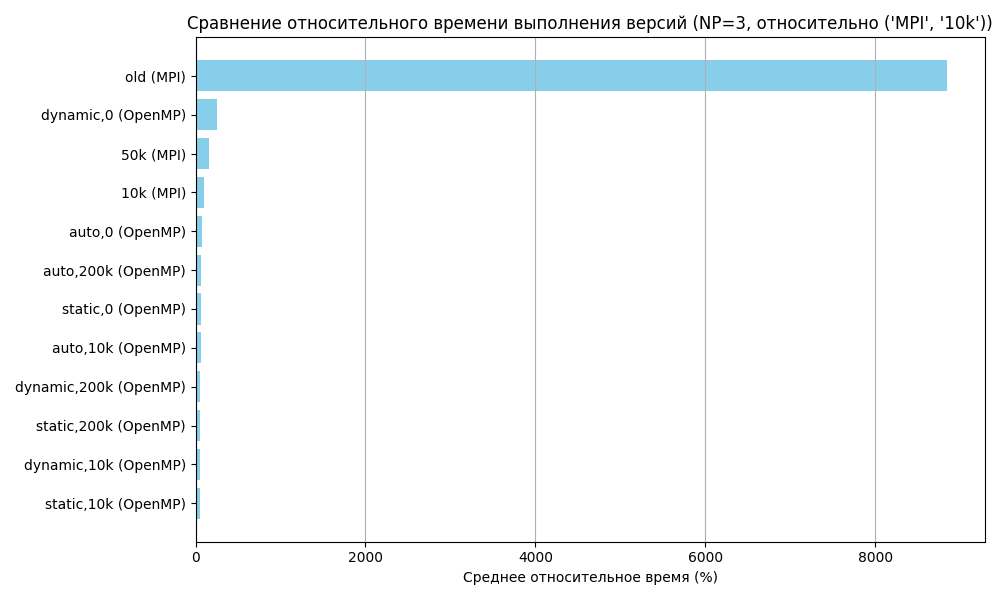 Сравнение относительного времени выполнения версий (NP=3, относительно ('MPI', '10k'))
old (MPI)
dynamic,0 (OpenMP)
50k (MPI)
10k (MPI)
auto,0 (OpenMP)
auto,200k (OpenMP)
static,0 (OpenMP)
auto,10k (OpenMP)
dynamic,200k (OpenMP)
static,200k (OpenMP)
dynamic,10k (OpenMP)
static,10k (OpenMP)
0 2000 4000 6000 8000
Среднее относительное время (%)